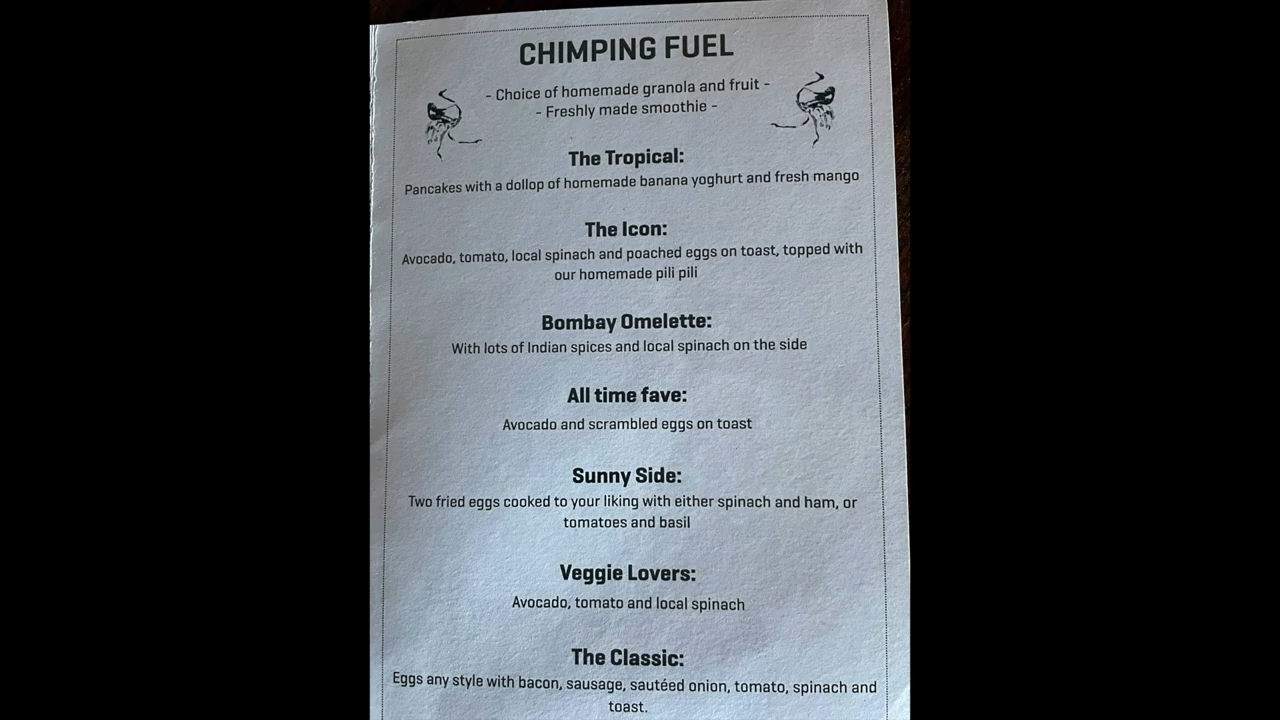 CHIMPING FUEL
- Choice of homemade granola and fruit -
- Freshly made smoothie -
The Tropical:
Pancakes with a dollop of homemade banana yoghurt and fresh mango
The Icon:
Avocado, tomato, local spinach and poached eggs on toast, topped with
our homemade pili pili
Bombay Omelette:
With lots of Indian spices and local spinach on the side
All time fave:
Avocado and scrambled eggs on toast
Sunny Side:
Two fried eggs cooked to your liking with either spinach and ham, or
tomatoes and basil
Veggie Lovers:
Avocado, tomato and local spinach
The Classic:
Eggs any style with bacon, sausage, sautéed onion, tomato, spinach and
toast.